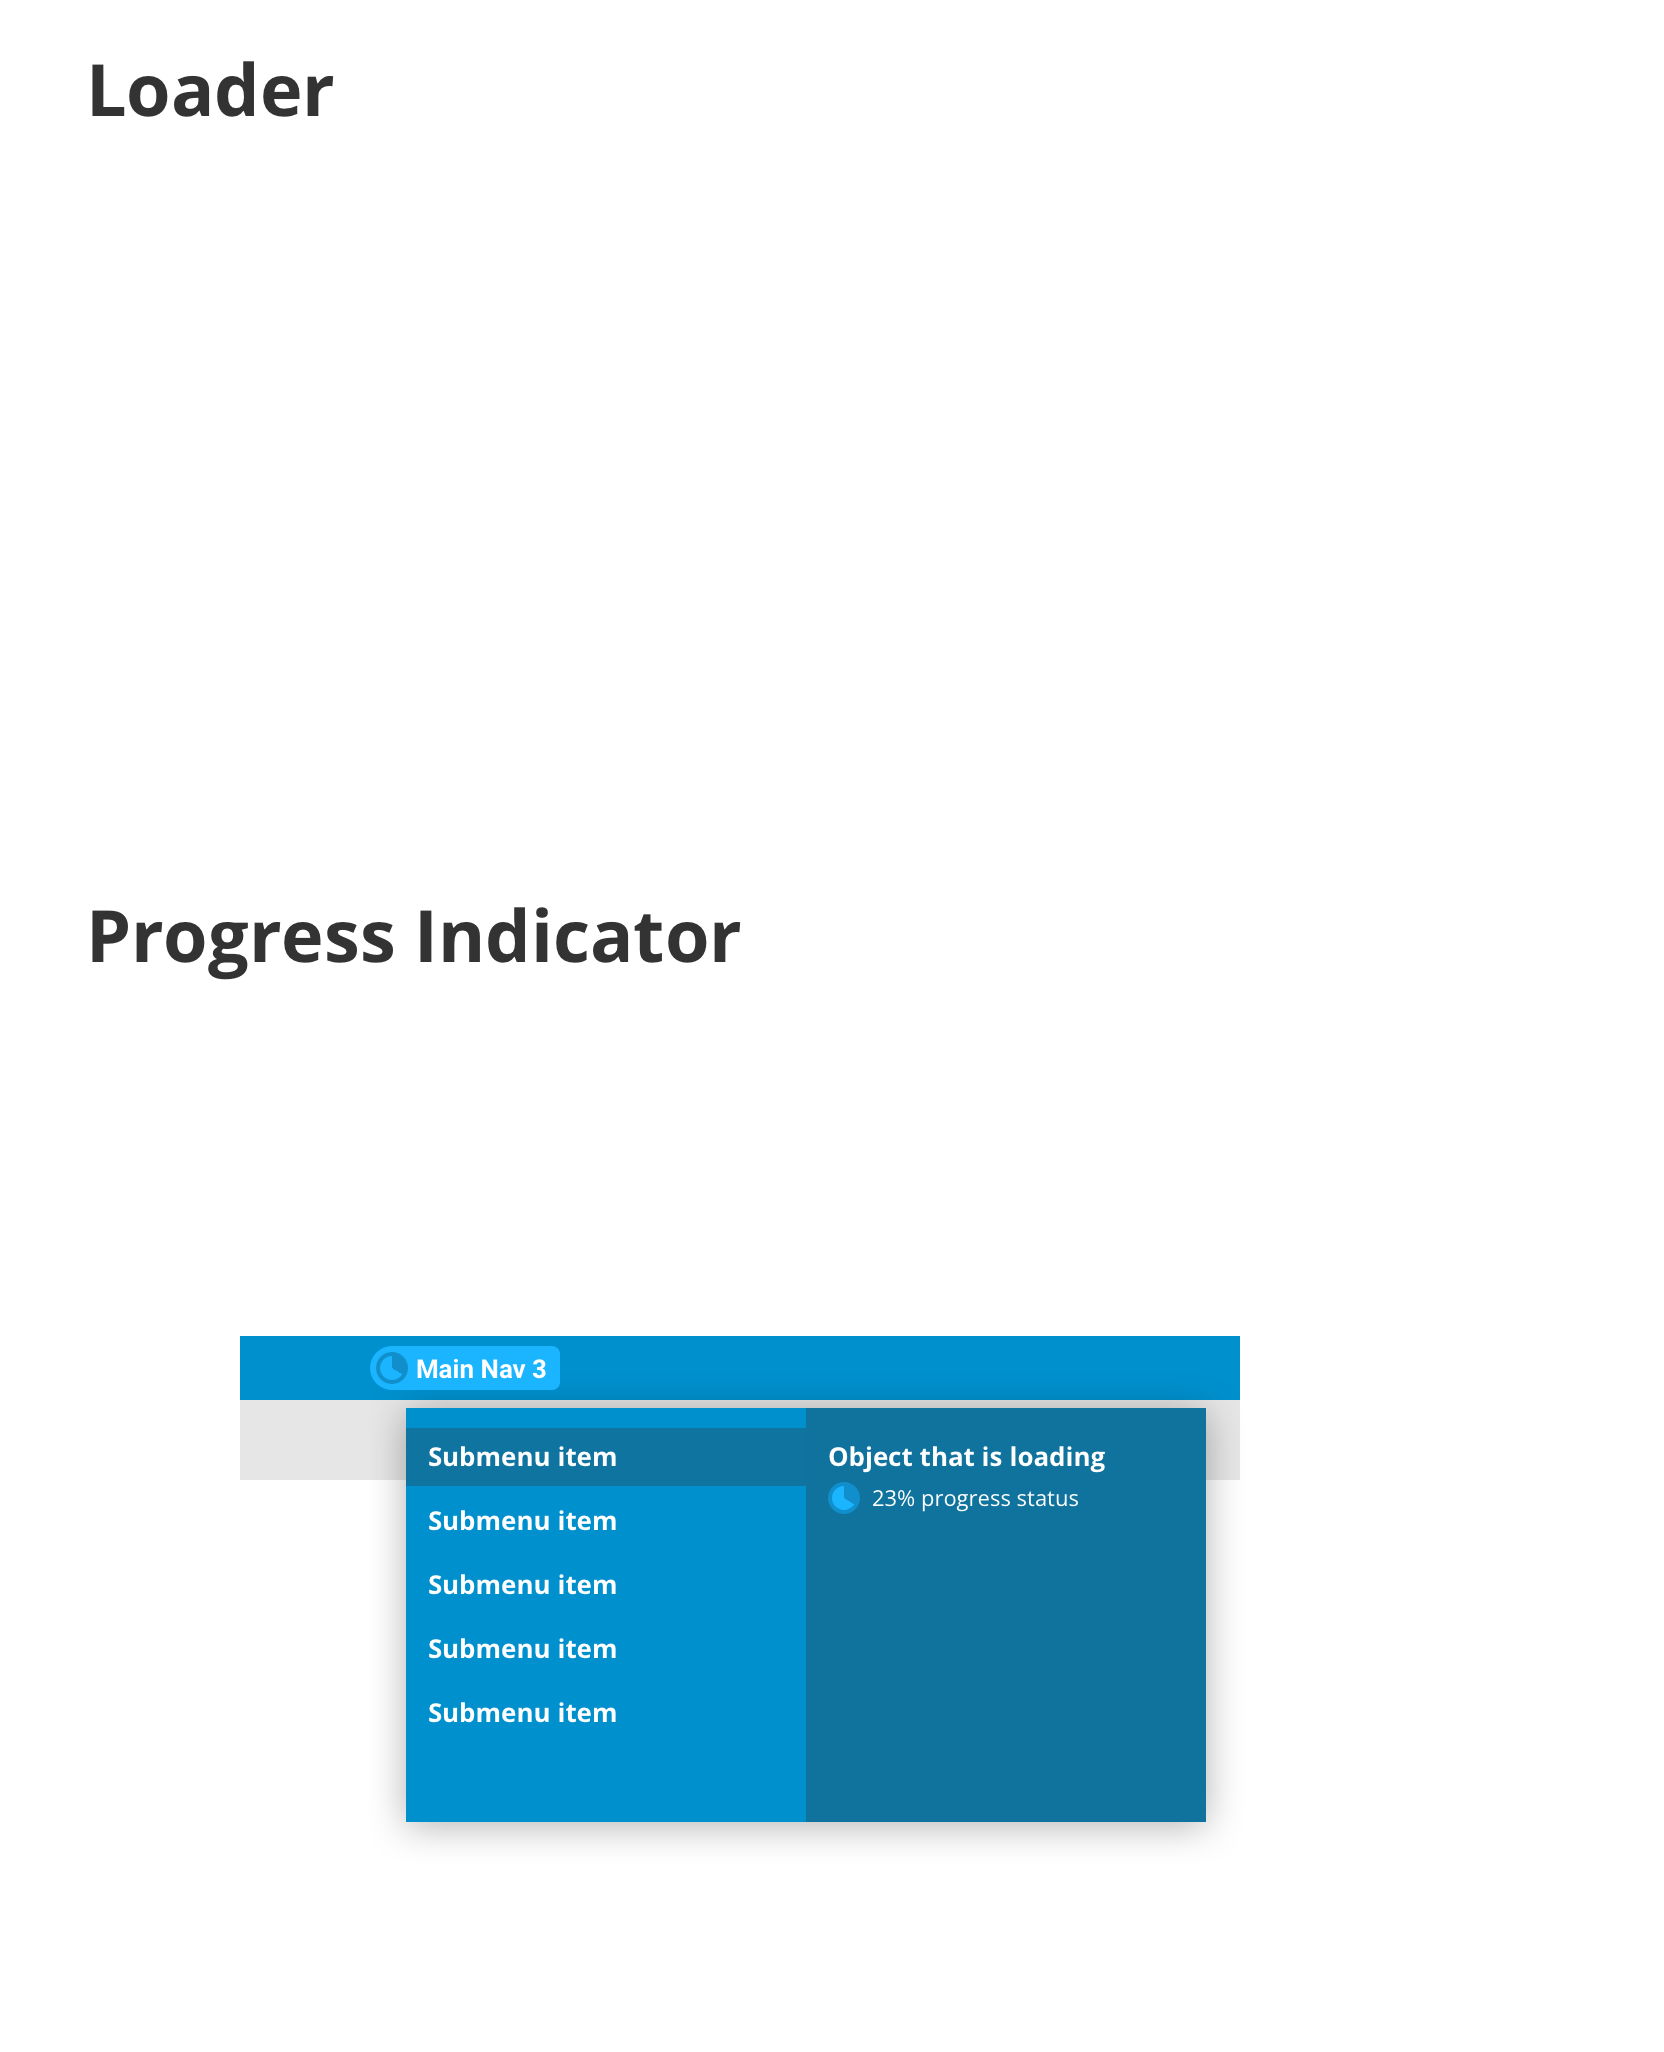 Loader
Progress Indicator
Main Nav 3
Submenu item
Submenu item
Submenu item
Submenu item
Submenu item
Object that is loading
23% progress status